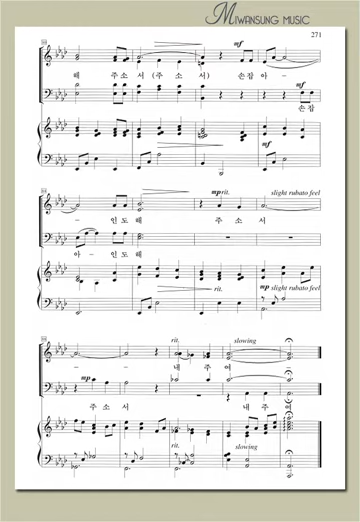 MIWANSUNG MUSIC
271
mf
해 주소서(주소서) 손잡아-
mf
손잡
mf
mp rit. slight rubato feel
인도해 주소서
아- 인도해
rit. mp slight rubato feel
rit. slowing
내 주여
mp
주소서 내 주여
rit. slowing